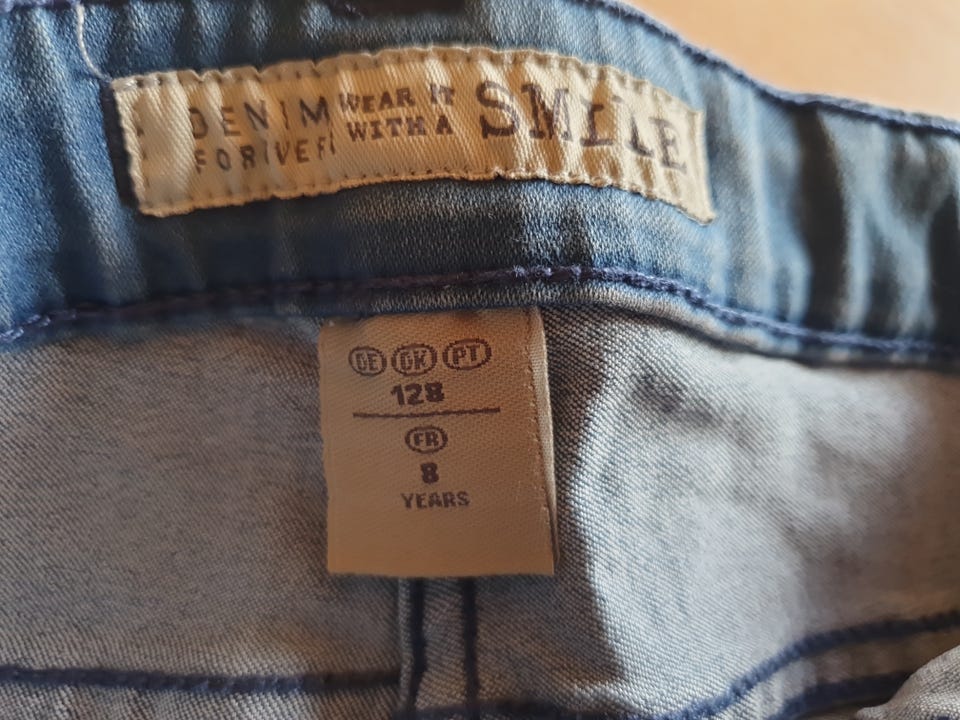 DENIM
FOREVER
WEAR IT
WITH A
SMILE
DE DK PT
128
FR
8
YEARS